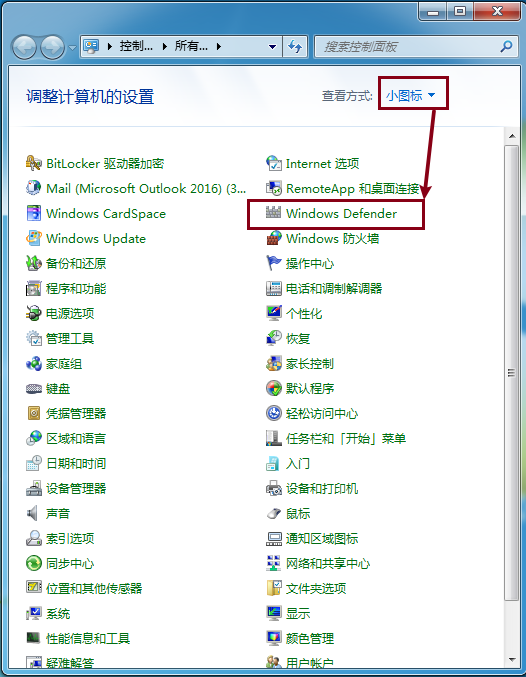 控制... 所有... 搜索控制面板
调整计算机的设置 查看方式: 小图标
BitLocker 驱动器加密 Internet 选项
Mail (Microsoft Outlook 2016) (3... RemoteApp 和桌面连接
Windows CardSpace Windows Defender
Windows Update Windows 防火墙
备份和还原 操作中心
程序和功能 电话和调制解调器
电源选项 个性化
管理工具 恢复
家庭组 家长控制
键盘 默认程序
凭据管理器 轻松访问中心
区域和语言 任务栏和「开始」菜单
日期和时间 入门
设备管理器 设备和打印机
声音 鼠标
索引选项 通知区域图标
同步中心 网络和共享中心
位置和其他传感器 文件夹选项
系统 显示
性能信息和工具 颜色管理
疑难解答 用户帐户